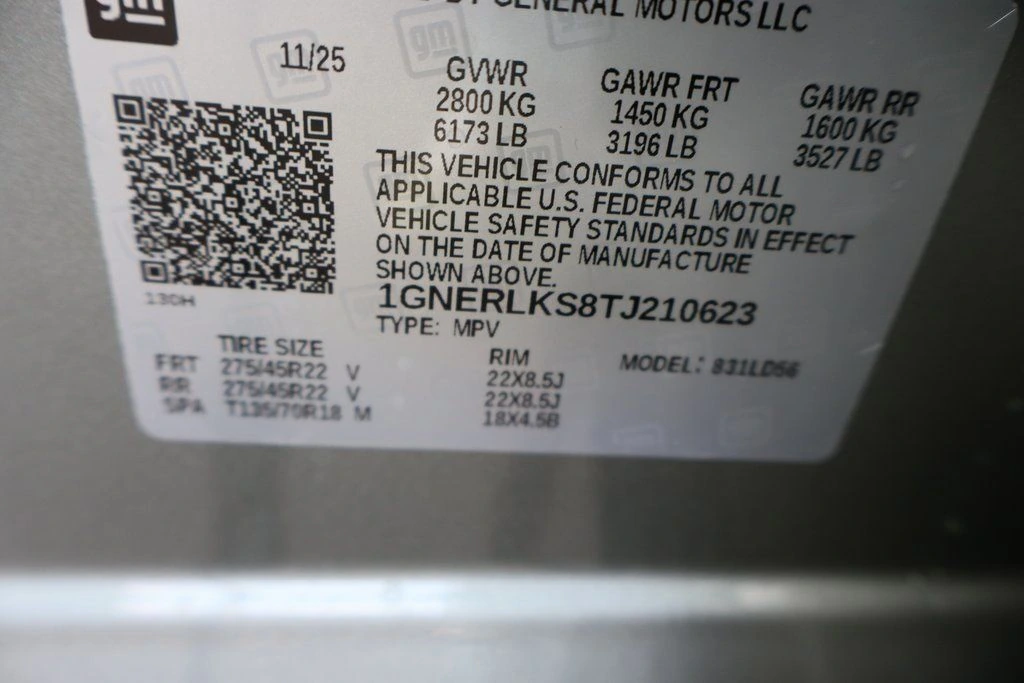 gm
BY GENERAL MOTORS LLC
11/25
GVWR GAWR FRT GAWR RR
2800 KG 1450 KG 1600 KG
6173 LB 3196 LB 3527 LB
THIS VEHICLE CONFORMS TO ALL
APPLICABLE U.S. FEDERAL MOTOR
VEHICLE SAFETY STANDARDS IN EFFECT
ON THE DATE OF MANUFACTURE
SHOWN ABOVE.
130H
1GNERLKS8TJ210623
TYPE: MPV
TIRE SIZE RIM MODEL: 831LD56
FRT 275/45R22 V 22X8.5J
RR 275/45R22 V 22X8.5J
SPA T135/70R18 M 18X4.5B